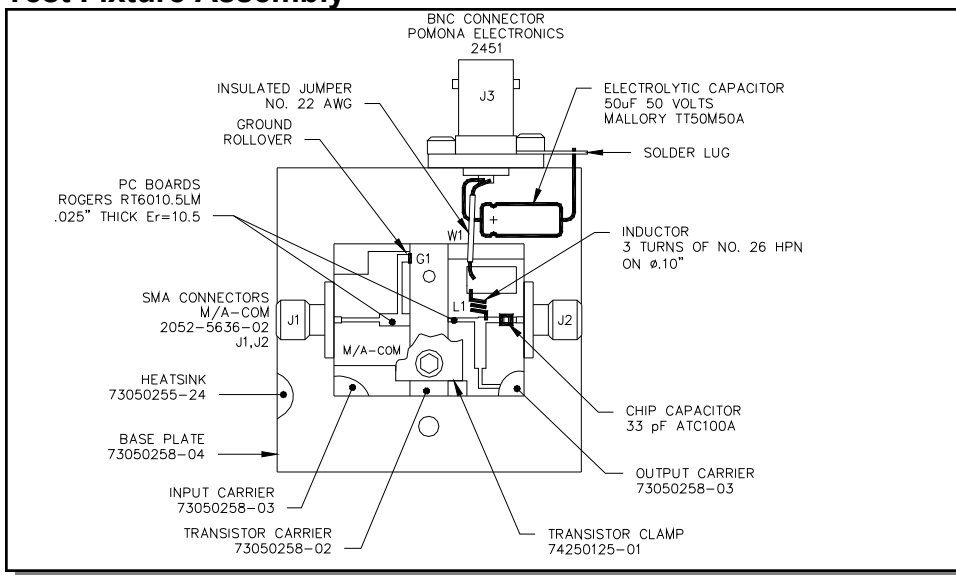 Test Fixture Assembly
BNC CONNECTOR
POMONA ELECTRONICS
2451
J3
INSULATED JUMPER
NO. 22 AWG
ELECTROLYTIC CAPACITOR
50uF 50 VOLTS
MALLORY TT50M50A
GROUND
ROLLOVER
SOLDER LUG
PC BOARDS
ROGERS RT6010.5LM
.025" THICK Er=10.5
+
W1
INDUCTOR
3 TURNS OF NO. 26 HPN
ON ø.10"
G1
SMA CONNECTORS
M/A-COM
2052-5636-02
J1,J2
J1
L1
J2
M/A-COM
HEATSINK
73050255-24
CHIP CAPACITOR
33 pF ATC100A
BASE PLATE
73050258-04
OUTPUT CARRIER
73050258-03
INPUT CARRIER
73050258-03
TRANSISTOR CARRIER
73050258-02
TRANSISTOR CLAMP
74250125-01